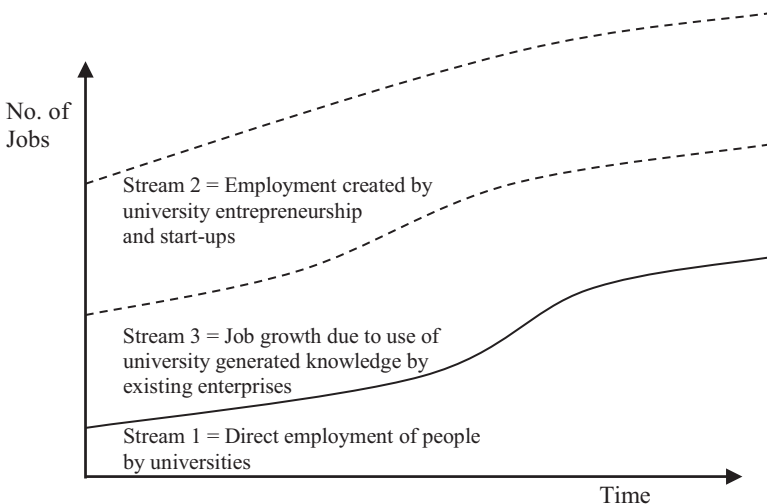 No. of
Jobs
Stream 2 = Employment created by
university entrepreneurship
and start-ups
Stream 3 = Job growth due to use of
university generated knowledge by
existing enterprises
Stream 1 = Direct employment of people
by universities
Time